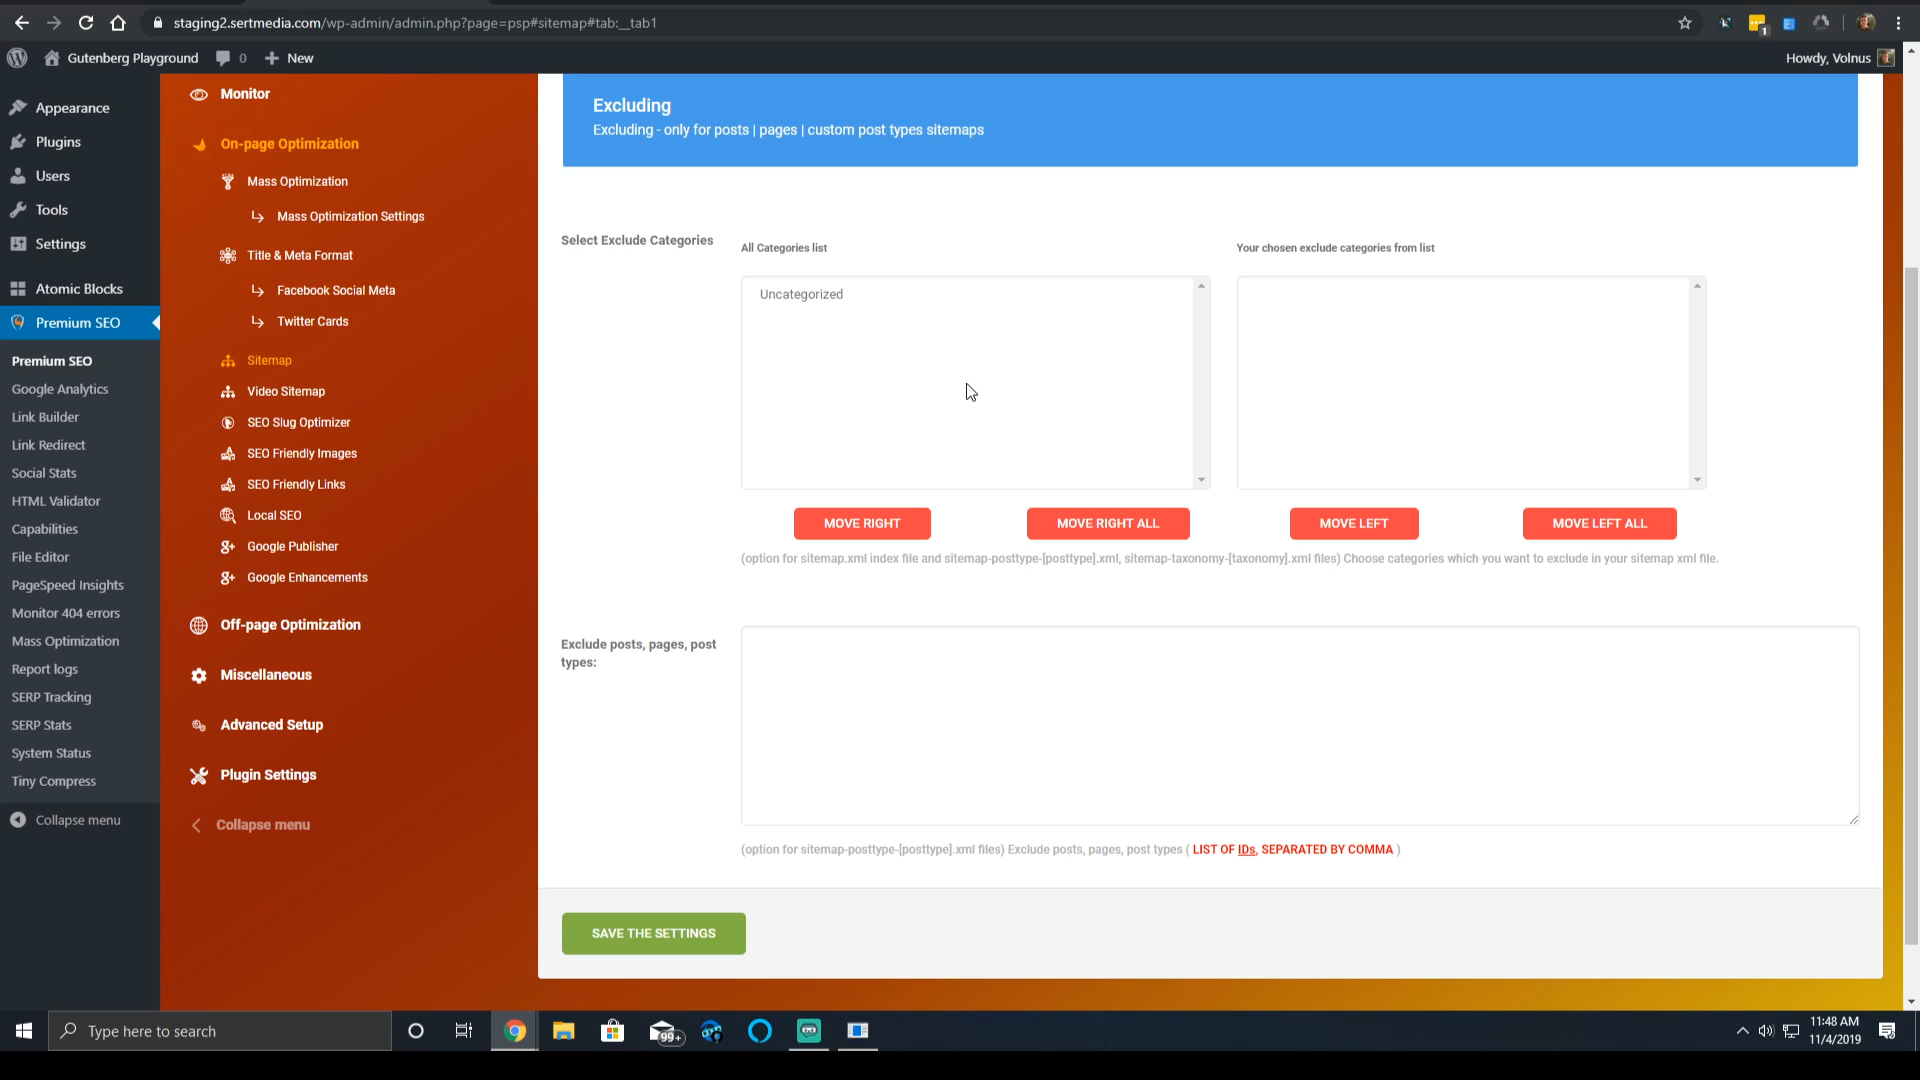 staging2.sertmedia.com/wp-admin/admin.php?page=psp#sitemap#tab:__tab1
1
Gutenberg Playground
0
New
Howdy, Volnus
Appearance
Plugins
Users
Tools
Settings
Atomic Blocks
Premium SEO
Premium SEO
Google Analytics
Link Builder
Link Redirect
Social Stats
HTML Validator
Capabilities
File Editor
PageSpeed Insights
Monitor 404 errors
Mass Optimization
Report logs
SERP Tracking
SERP Stats
System Status
Tiny Compress
Collapse menu
Monitor
On-page Optimization
Mass Optimization
Mass Optimization Settings
Title & Meta Format
Facebook Social Meta
Twitter Cards
Sitemap
Video Sitemap
SEO Slug Optimizer
SEO Friendly Images
SEO Friendly Links
Local SEO
Google Publisher
Google Enhancements
Off-page Optimization
Miscellaneous
Advanced Setup
Plugin Settings
Collapse menu
Excluding
Excluding - only for posts | pages | custom post types sitemaps
Select Exclude Categories
All Categories list
Your chosen exclude categories from list
Uncategorized
MOVE RIGHT
MOVE RIGHT ALL
MOVE LEFT
MOVE LEFT ALL
(option for sitemap.xml index file and sitemap-posttype-[posttype].xml, sitemap-taxonomy-[taxonomy].xml files) Choose categories which you want to exclude in your sitemap xml file.
Exclude posts, pages, post
types:
(option for sitemap-posttype-[posttype].xml files) Exclude posts, pages, post types ( LIST OF IDs, SEPARATED BY COMMA )
SAVE THE SETTINGS
Type here to search
99+
11:48 AM
11/4/2019